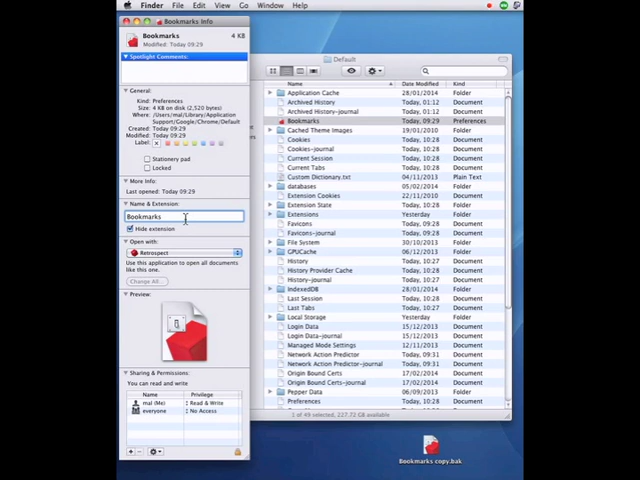 Finder File Edit View Go Window Help
Bookmarks Info
Bookmarks 4 KB
Modified: Today 09:29
Spotlight Comments:
General:
Kind: Preferences
Size: 4 KB on disk (2,520 bytes)
Where: /Users/mal/Library/Application
Support/Google/Chrome/Default
Created: Today 09:29
Modified: Today 09:29
Label:
Stationery pad
Locked
More Info:
Last opened: Today 09:29
Name & Extension:
Bookmarks
Hide extension
Open with:
Retrospect
Use this application to open all documents
like this one.
Change All...
Preview:
Sharing & Permissions:
You can read and write
Name Privilege
mal (Me) Read & Write
everyone No Access
Default
Name Date Modified Kind
Application Cache 28/01/2014 Folder
Archived History Today, 01:12 Document
Archived History-journal Today, 01:12 Document
Bookmarks Today, 09:29 Preferences
Cached Theme Images 19/01/2010 Folder
Cookies Today, 10:28 Document
Cookies-journal Today, 10:28 Document
Current Session Today, 10:28 Document
Current Tabs Today, 10:28 Document
Custom Dictionary.txt 04/11/2013 Plain Text
databases 05/02/2014 Folder
Extension Cookies 22/12/2013 Document
Extension State Today, 10:28 Folder
Extensions Yesterday Folder
Favicons Today, 10:28 Document
Favicons-journal Today, 10:28 Document
File System 30/10/2013 Folder
GPUCache 30/10/2013 Folder
History Today, 10:27 Document
History Provider Cache Today, 10:28 Document
IndexedDB 28/01/2014 Folder
Last Session Today, 10:28 Document
Last Tabs Today, 10:27 Document
Local Storage Yesterday Folder
Login Data 15/12/2013 Document
Login Data-journal 15/12/2013 Document
Managed Mode Settings 30/10/2013 Document
Network Action Predictor Today, 09:31 Document
Network Action Predictor-journal Today, 09:31 Document
Origin Bound Certs 17/02/2014 Document
Origin Bound Certs-journal 17/02/2014 Document
Pepper Data 06/09/2013 Folder
Preferences Today, 10:28 Document
1 of 49 selected, 227.72 GB available
Bookmarks copy.bak